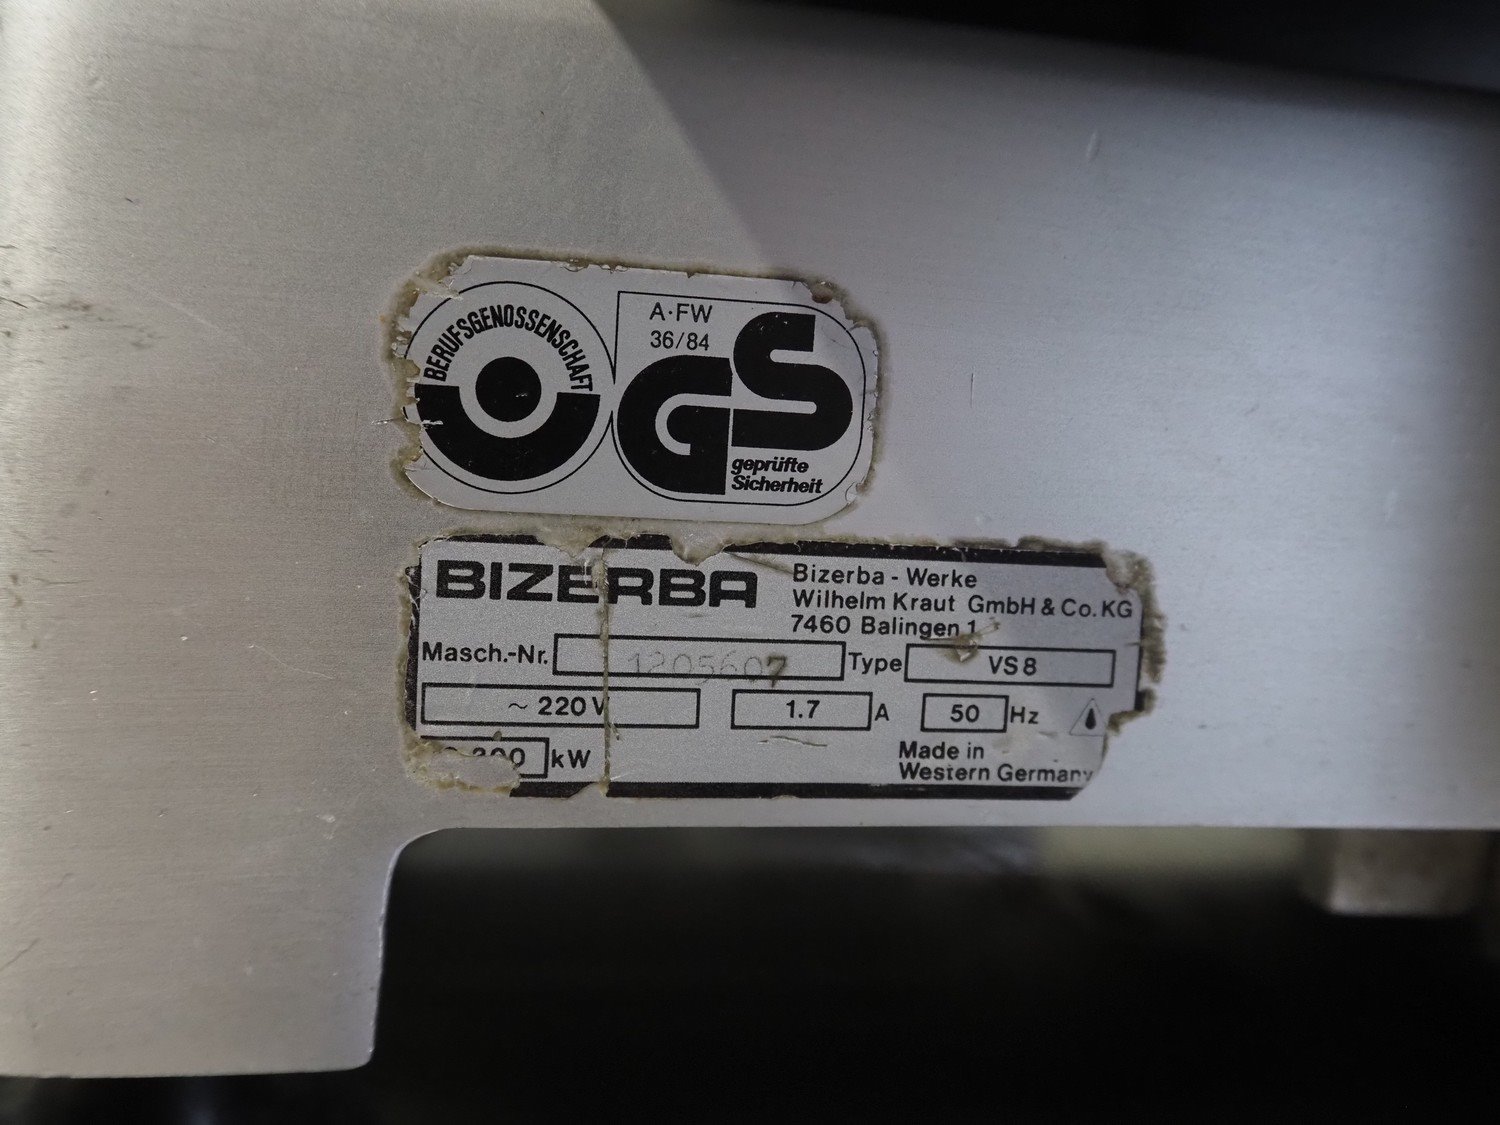 BERUFSGENOSSENSCHAFT
A·FW
36/84
GS
geprüfte
Sicherheit
BIZERBA
Bizerba - Werke
Wilhelm Kraut GmbH & Co. KG
7460 Balingen 1
Masch.-Nr. 1205607 Type VS 8
~ 220 V 1.7 A 50 Hz
kW
Made in
Western Germany